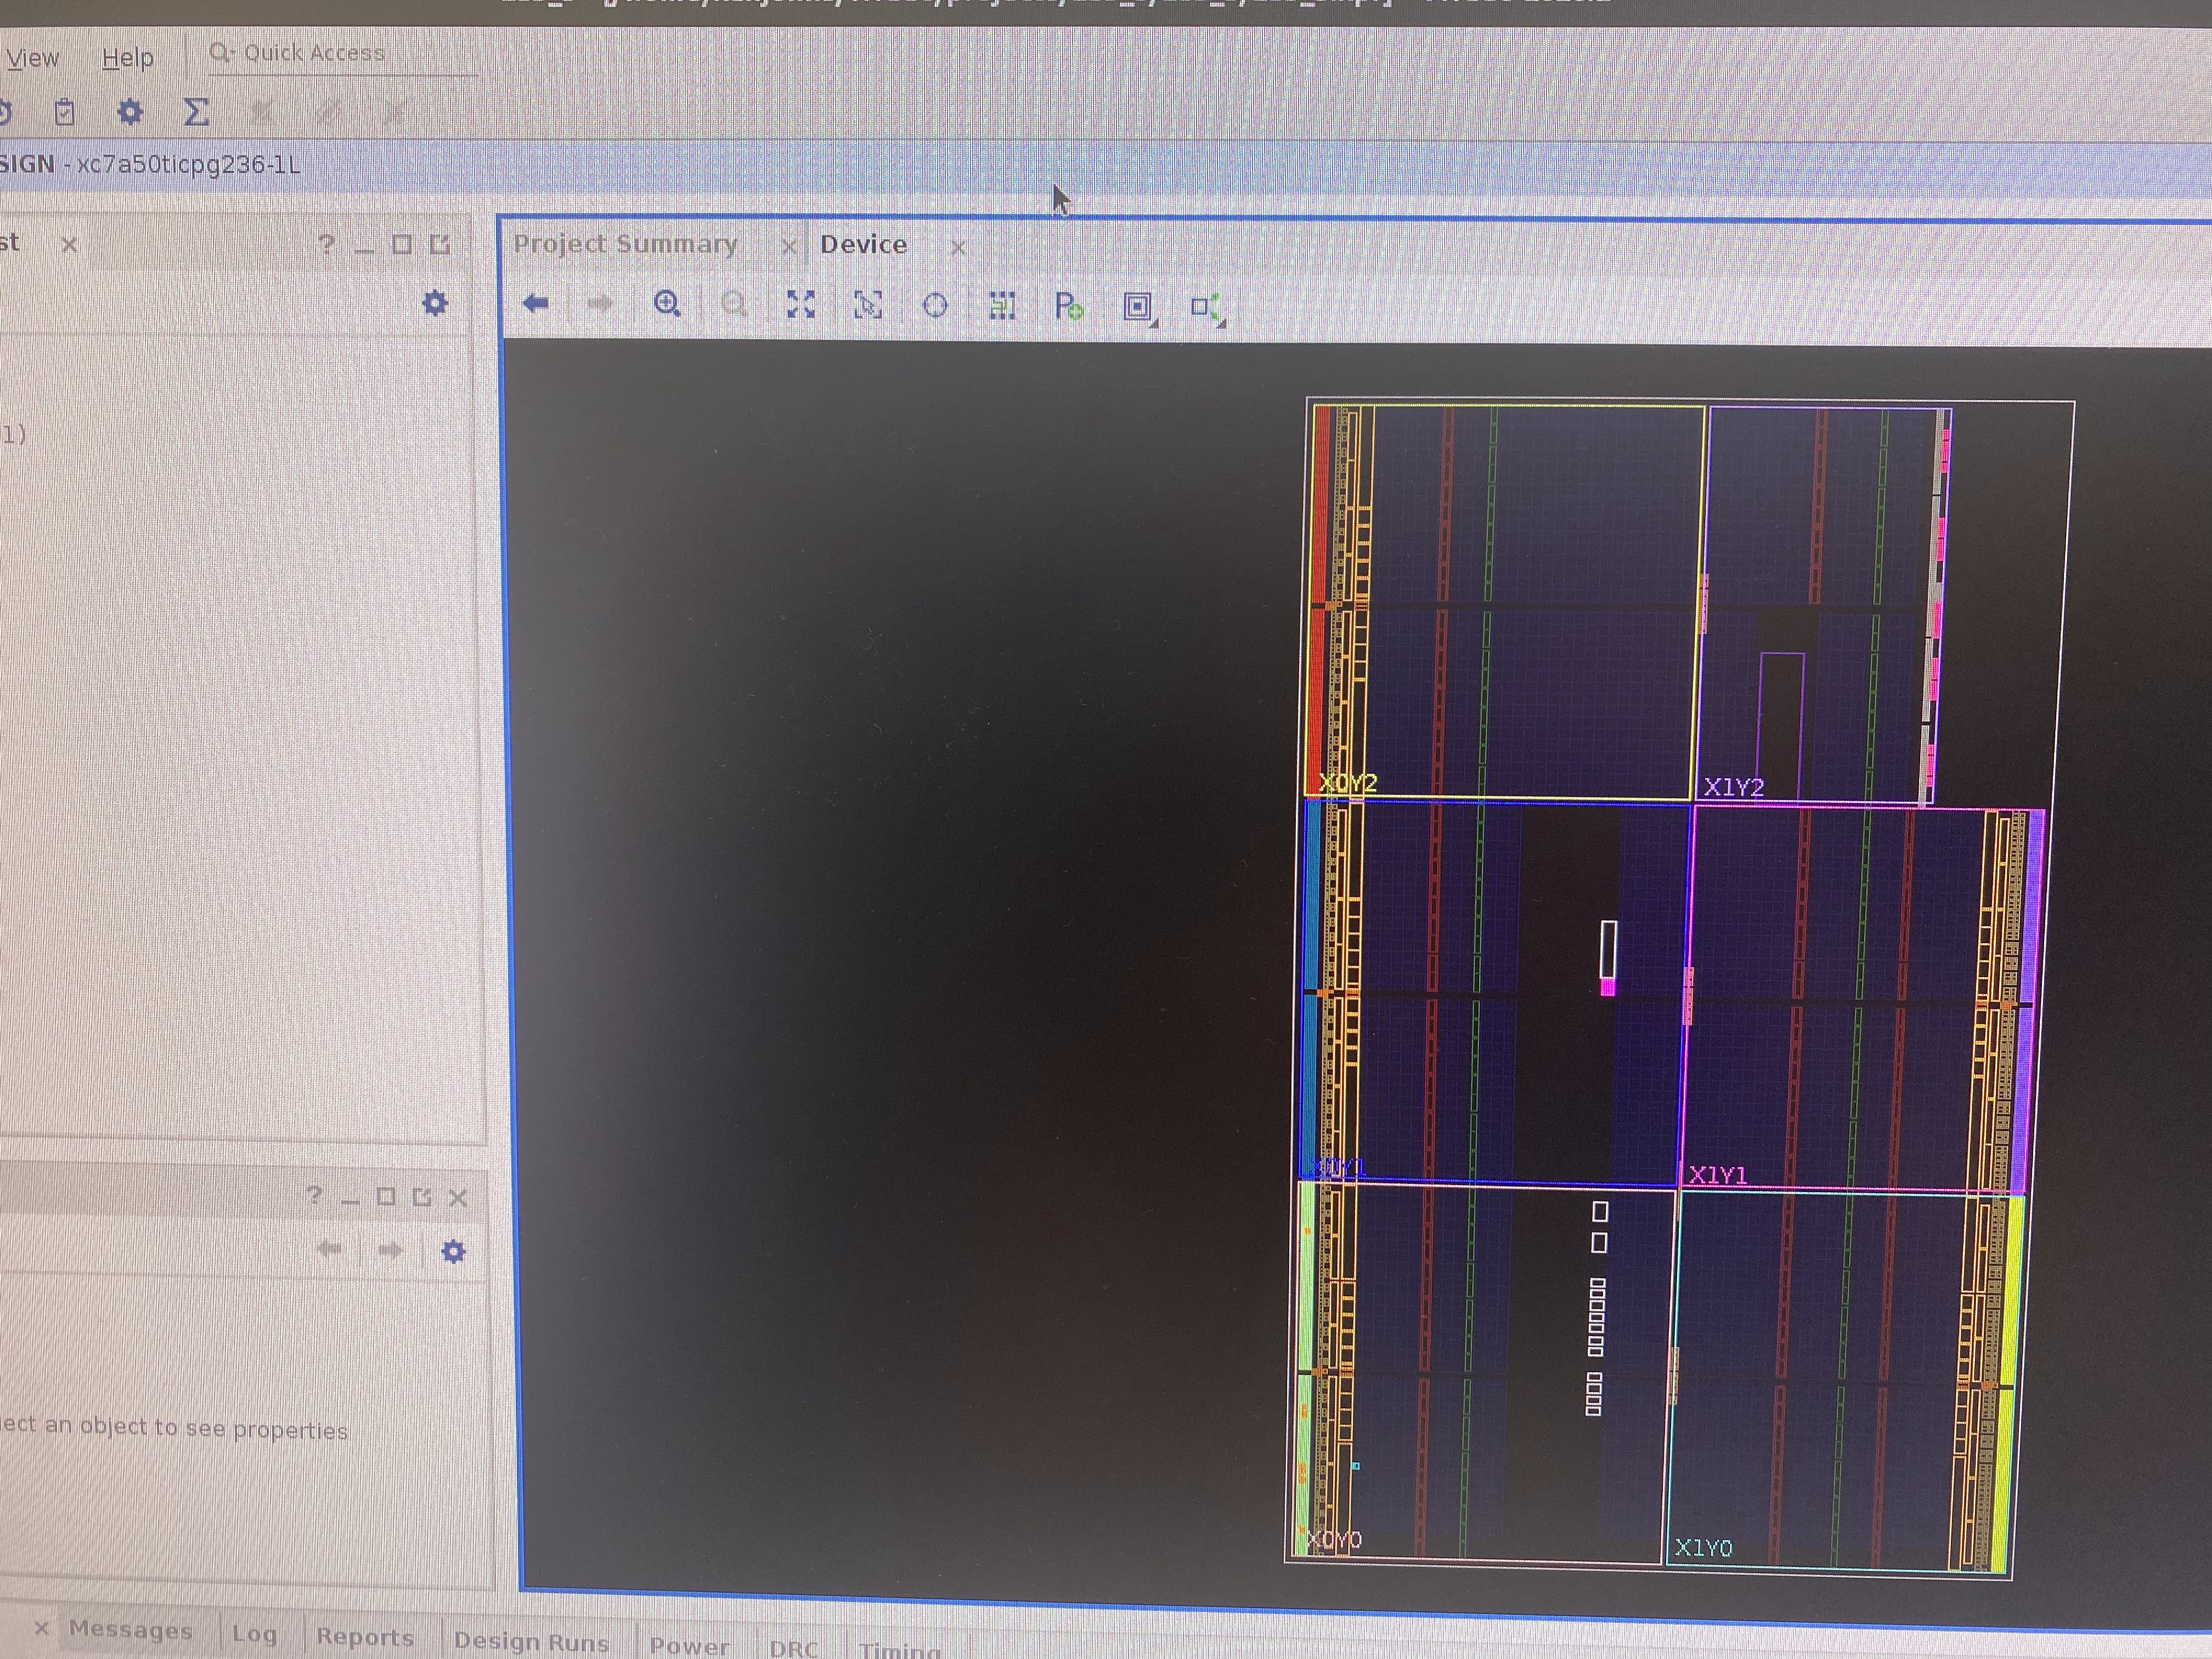 View Help Quick Access
SIGN - xc7a50ticpg236-1L
st
Project Summary Device
1)
X0Y2
X1Y2
X0Y1
X1Y1
X0Y0
X1Y0
ect an object to see properties
Messages Log Reports Design Runs Power DRC Timing